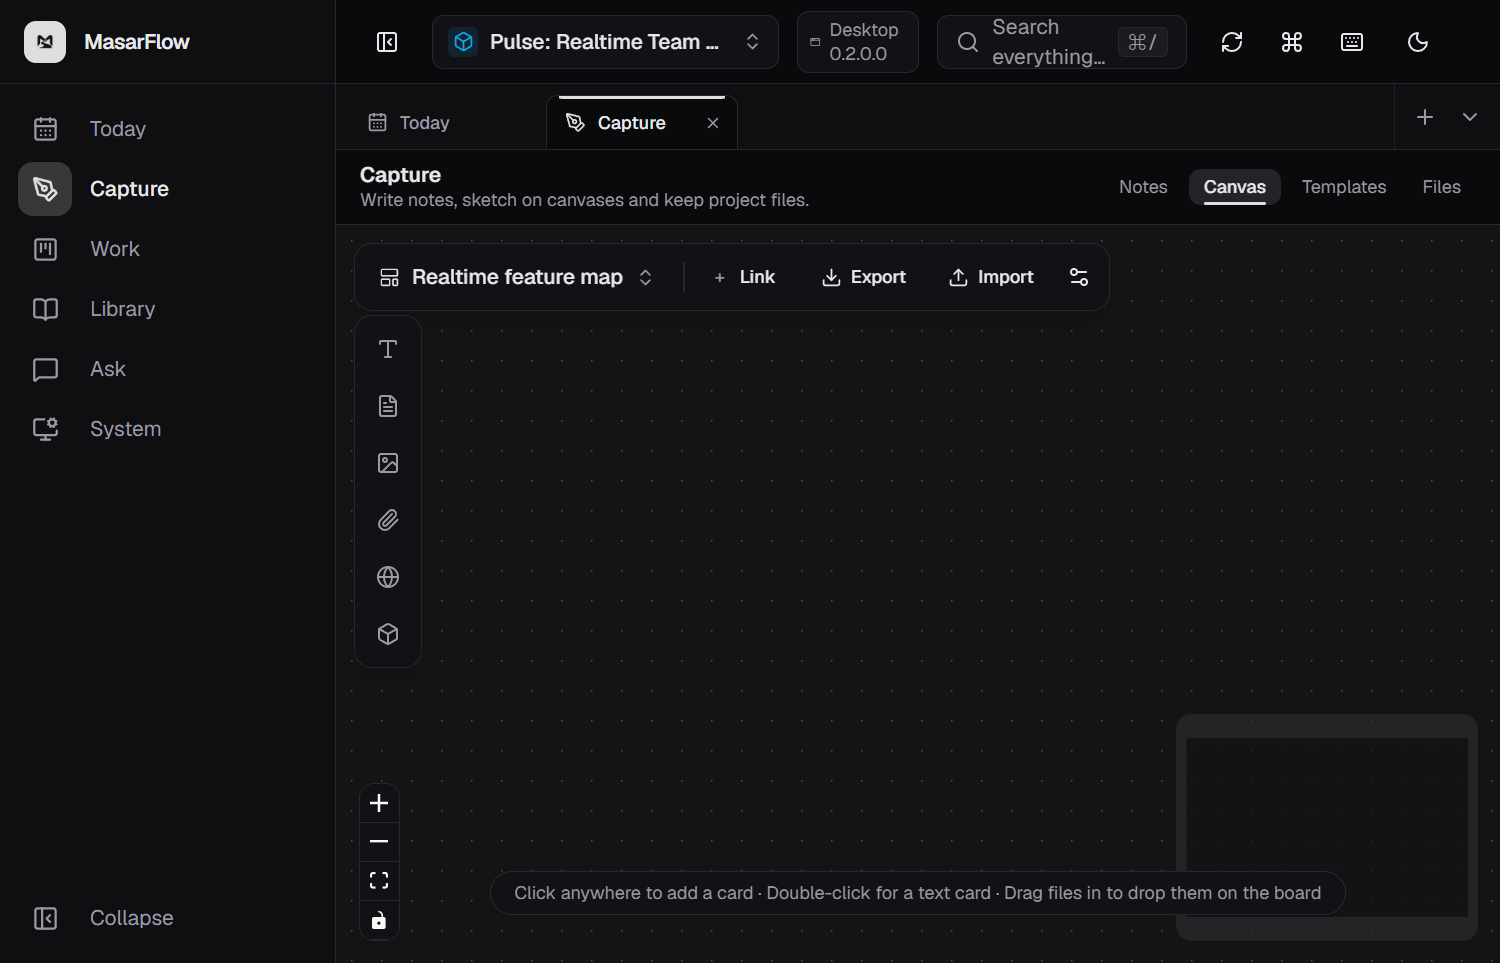 MasarFlow
Pulse: Realtime Team ...
Desktop
0.2.0.0
Search
everything...
⌘/
Today
Capture
Work
Library
Ask
System
Collapse
Today
Capture
Capture
Write notes, sketch on canvases and keep project files.
Notes
Canvas
Templates
Files
Realtime feature map
+ Link
Export
Import
Click anywhere to add a card · Double-click for a text card · Drag files in to drop them on the board